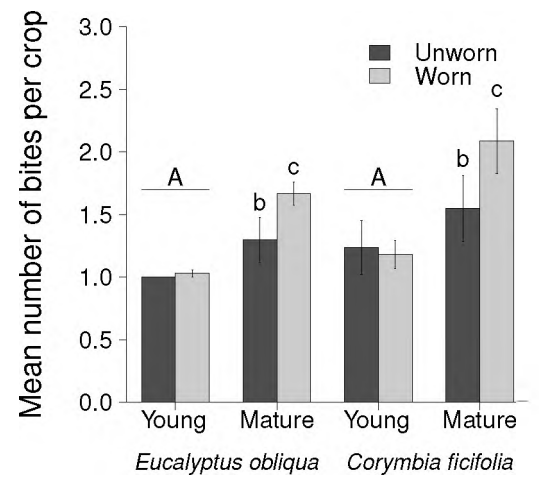 Mean number of bites per crop
3.0
2.5
2.0
1.5
1.0
0.5
0.0
Unworn
Worn
A
b
c
A
b
c
Young Mature Young Mature
Eucalyptus obliqua Corymbia ficifolia